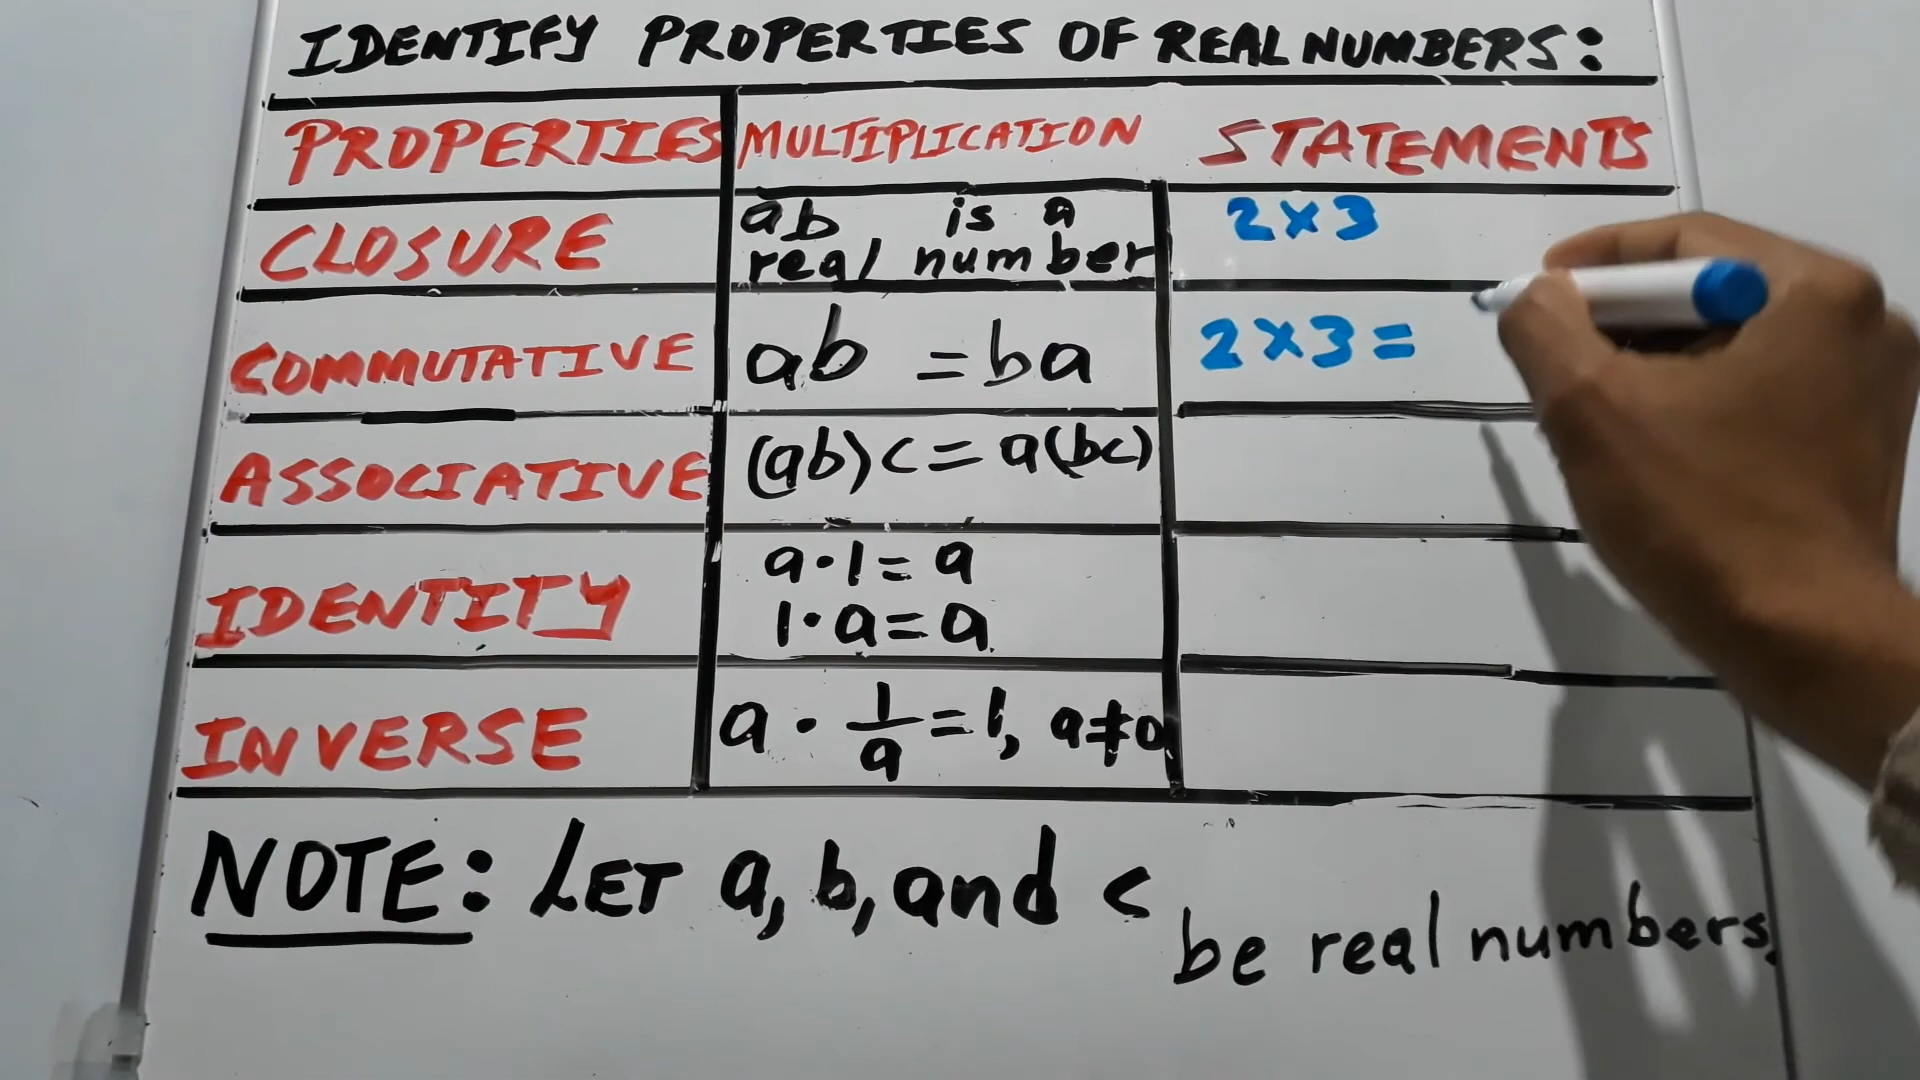 IDENTIFY PROPERTIES OF REAL NUMBERS:
PROPERTIES MULTIPLICATION STATEMENTS
CLOSURE ab is a real number 2×3
COMMUTATIVE ab = ba 2×3=
ASSOCIATIVE (ab)c = a(bc)
IDENTITY a·1=a
1·a=a
INVERSE a · 1/a = 1, a≠0
NOTE: LET a, b, and c be real numbers.